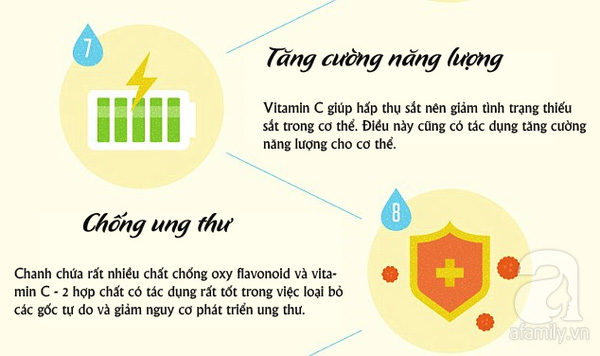 7
Tăng cường năng lượng
Vitamin C giúp hấp thụ sắt nên giảm tình trạng thiếu
sắt trong cơ thể. Điều này cũng có tác dụng tăng cường
năng lượng cho cơ thể.
8
Chống ung thư
Chanh chứa rất nhiều chất chống oxy flavonoid và vita-
min C - 2 hợp chất có tác dụng rất tốt trong việc loại bỏ
các gốc tự do và giảm nguy cơ phát triển ung thư.
a
afamily.vn